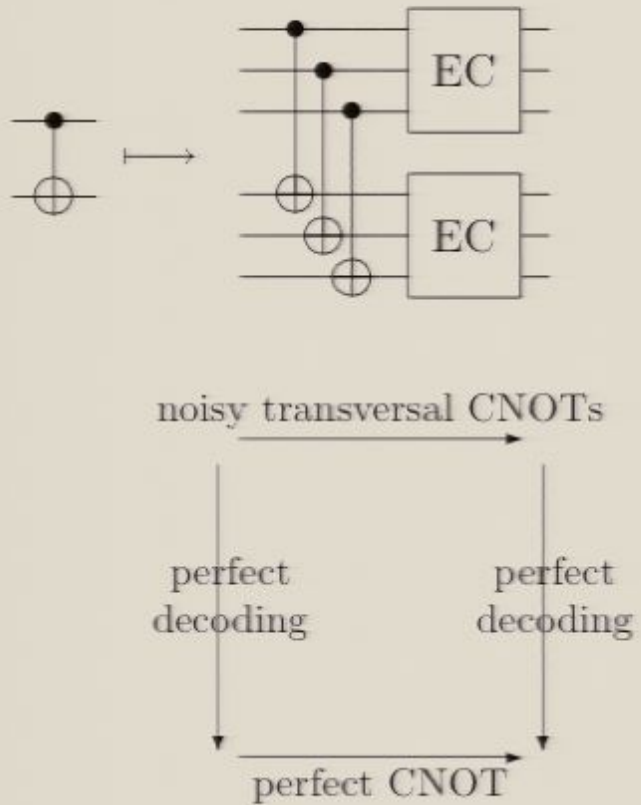 EC
EC
noisy transversal CNOTs
perfect
decoding
perfect
decoding
perfect CNOT